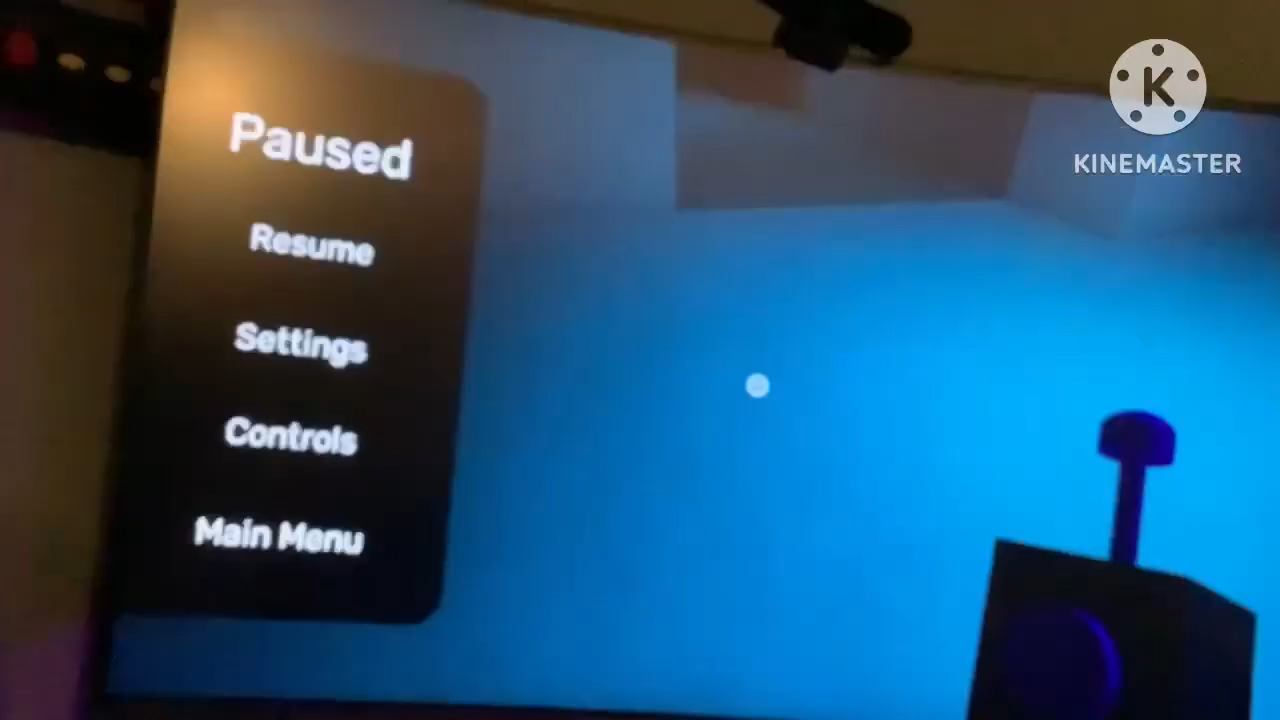 Paused
Resume
Settings
Controls
Main Menu
K
KINEMASTER